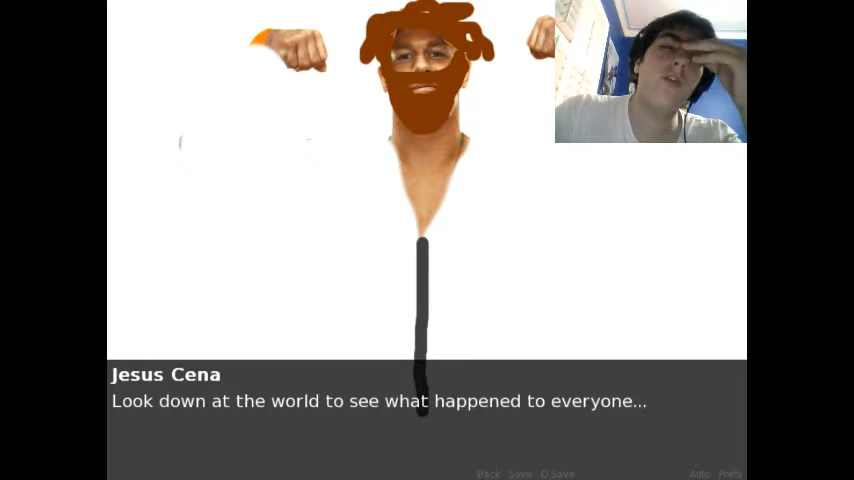 Jesus Cena
Look down at the world to see what happened to everyone...
Back Save Q.Save Auto Prefs